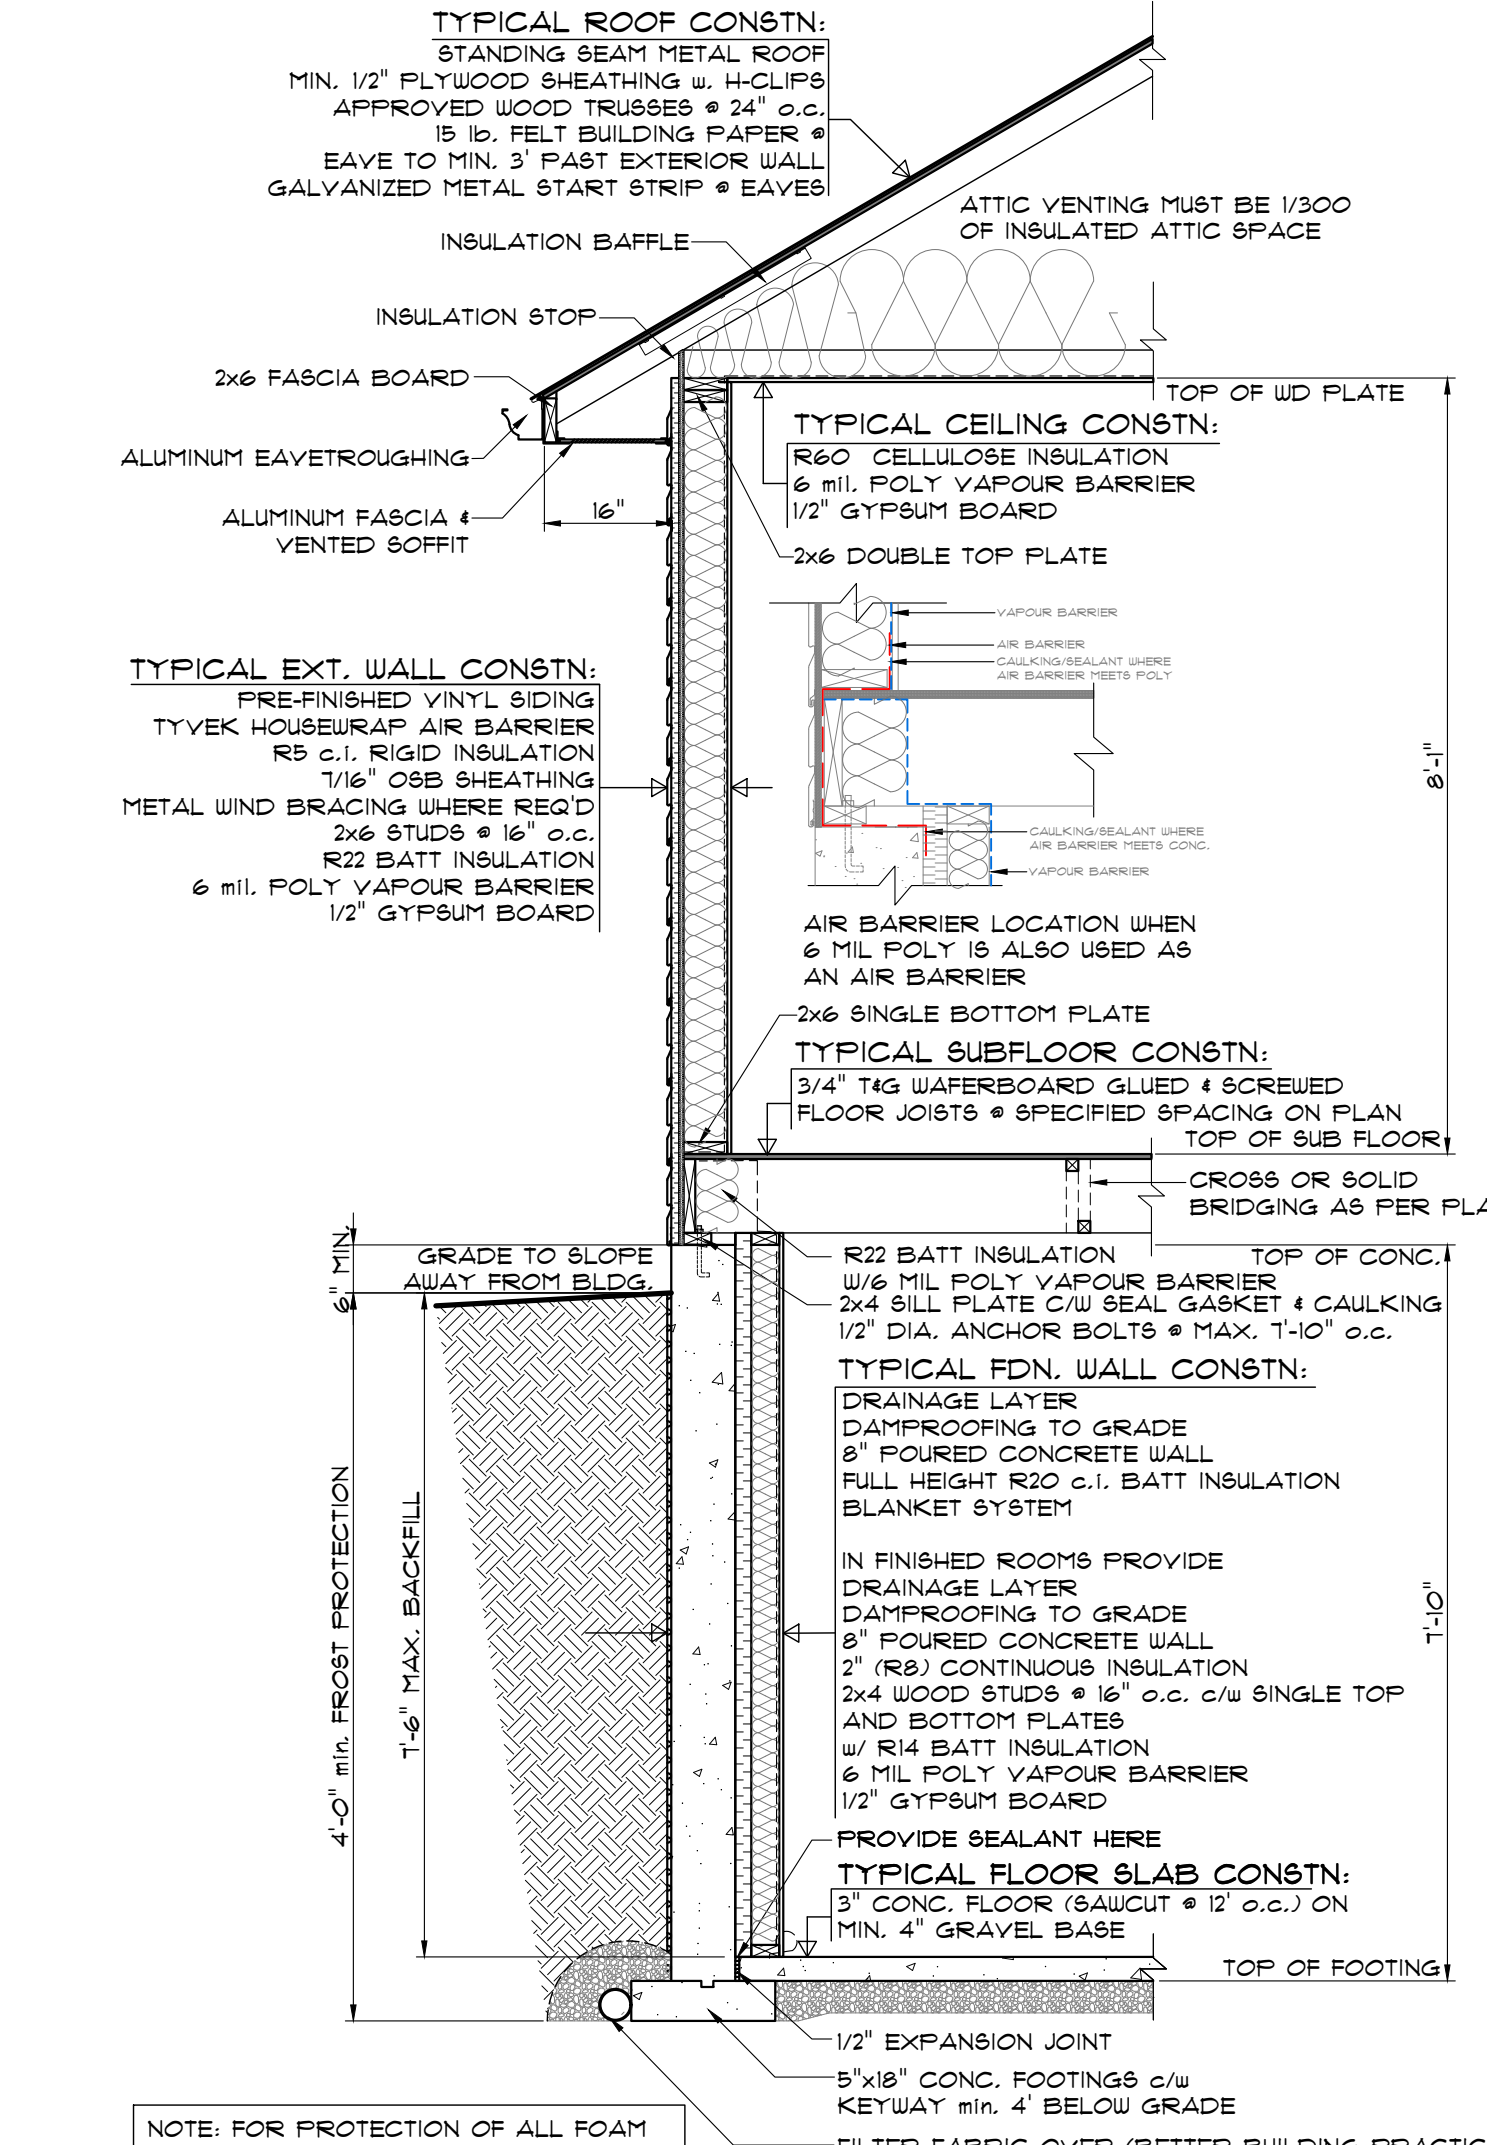 TYPICAL ROOF CONSTN:
STANDING SEAM METAL ROOF
MIN. 1/2" PLYWOOD SHEATHING w. H-CLIPS
APPROVED WOOD TRUSSES @ 24" o.c.
15 lb. FELT BUILDING PAPER @
EAVE TO MIN. 3' PAST EXTERIOR WALL
GALVANIZED METAL START STRIP @ EAVES
ATTIC VENTING MUST BE 1/300
OF INSULATED ATTIC SPACE
INSULATION BAFFLE
INSULATION STOP
2x6 FASCIA BOARD
ALUMINUM EAVETROUGHING
ALUMINUM FASCIA &
VENTED SOFFIT
16"
TOP OF WD PLATE
TYPICAL CEILING CONSTN:
R60 CELLULOSE INSULATION
6 mil. POLY VAPOUR BARRIER
1/2" GYPSUM BOARD
2x6 DOUBLE TOP PLATE
VAPOUR BARRIER
AIR BARRIER
CAULKING/SEALANT WHERE
AIR BARRIER MEETS POLY
CAULKING/SEALANT WHERE
AIR BARRIER MEETS CONC.
VAPOUR BARRIER
TYPICAL EXT. WALL CONSTN:
PRE-FINISHED VINYL SIDING
TYVEK HOUSEWRAP AIR BARRIER
R5 c.i. RIGID INSULATION
7/16" OSB SHEATHING
METAL WIND BRACING WHERE REQ'D
2x6 STUDS @ 16" o.c.
R22 BATT INSULATION
6 mil. POLY VAPOUR BARRIER
1/2" GYPSUM BOARD
8'-1"
AIR BARRIER LOCATION WHEN
6 MIL POLY IS ALSO USED AS
AN AIR BARRIER
2x6 SINGLE BOTTOM PLATE
TYPICAL SUBFLOOR CONSTN:
3/4" T&G WAFERBOARD GLUED & SCREWED
FLOOR JOISTS @ SPECIFIED SPACING ON PLAN
TOP OF SUB FLOOR
CROSS OR SOLID
BRIDGING AS PER
6" MIN.
GRADE TO SLOPE
AWAY FROM BLDG.
R22 BATT INSULATION
W/6 MIL POLY VAPOUR BARRIER
TOP OF CONC.
2x4 SILL PLATE C/W SEAL GASKET & CAULKING
1/2" DIA. ANCHOR BOLTS @ MAX. 7'-10" o.c.
TYPICAL FDN. WALL CONSTN:
DRAINAGE LAYER
DAMPROOFING TO GRADE
8" POURED CONCRETE WALL
FULL HEIGHT R20 c.i. BATT INSULATION
BLANKET SYSTEM
IN FINISHED ROOMS PROVIDE
DRAINAGE LAYER
DAMPROOFING TO GRADE
8" POURED CONCRETE WALL
2" (R8) CONTINUOUS INSULATION
2x4 WOOD STUDS @ 16" o.c. c/w SINGLE TOP
AND BOTTOM PLATES
w/ R14 BATT INSULATION
6 MIL POLY VAPOUR BARRIER
1/2" GYPSUM BOARD
4'-0" min. FROST PROTECTION
7'-6" MAX. BACKFILL
7'-10"
PROVIDE SEALANT HERE
TYPICAL FLOOR SLAB CONSTN:
3" CONC. FLOOR (SAWCUT @ 12' o.c.) ON
MIN. 4" GRAVEL BASE
TOP OF FOOTING
1/2" EXPANSION JOINT
5"x18" CONC. FOOTINGS c/w
KEYWAY min. 4' BELOW GRADE
NOTE: FOR PROTECTION OF ALL FOAM
FILTER FABRIC OVER (BETTER BUILDING